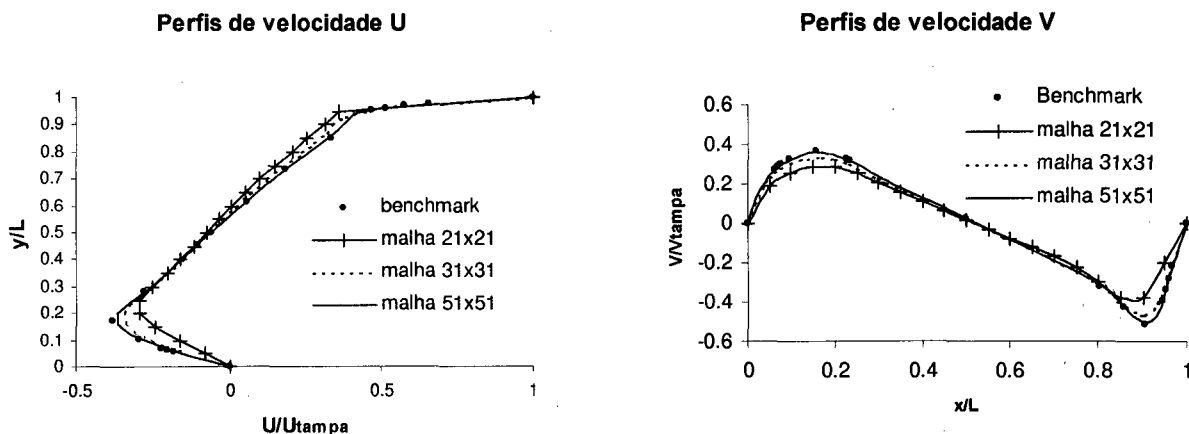 Perfis de velocidade U
y/L
1
0.9
0.8
0.7
0.6
0.5
0.4
0.3
0.2
0.1
0
-0.5
0
0.5
1
U/Utampa
benchmark
malha 21x21
malha 31x31
malha 51x51
Perfis de velocidade V
V/Vtampa
0.6
0.4
0.2
0
-0.2
-0.4
-0.6
0
0.2
0.4
0.6
0.8
1
x/L
Benchmark
malha 21x21
malha 31x31
malha 51x51